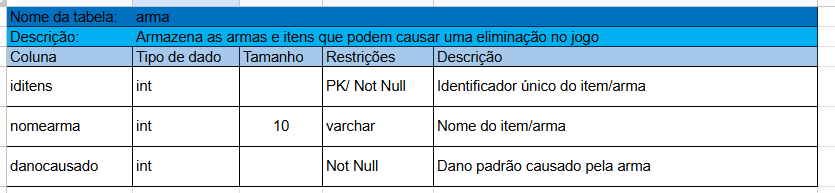 Nome da tabela: arma
Descrição: Armazena as armas e itens que podem causar uma eliminação no jogo
Coluna Tipo de dado Tamanho Restrições Descrição
iditens int PK/ Not Null Identificador único do item/arma
nomearma int 10 varchar Nome do item/arma
danocausado int Not Null Dano padrão causado pela arma